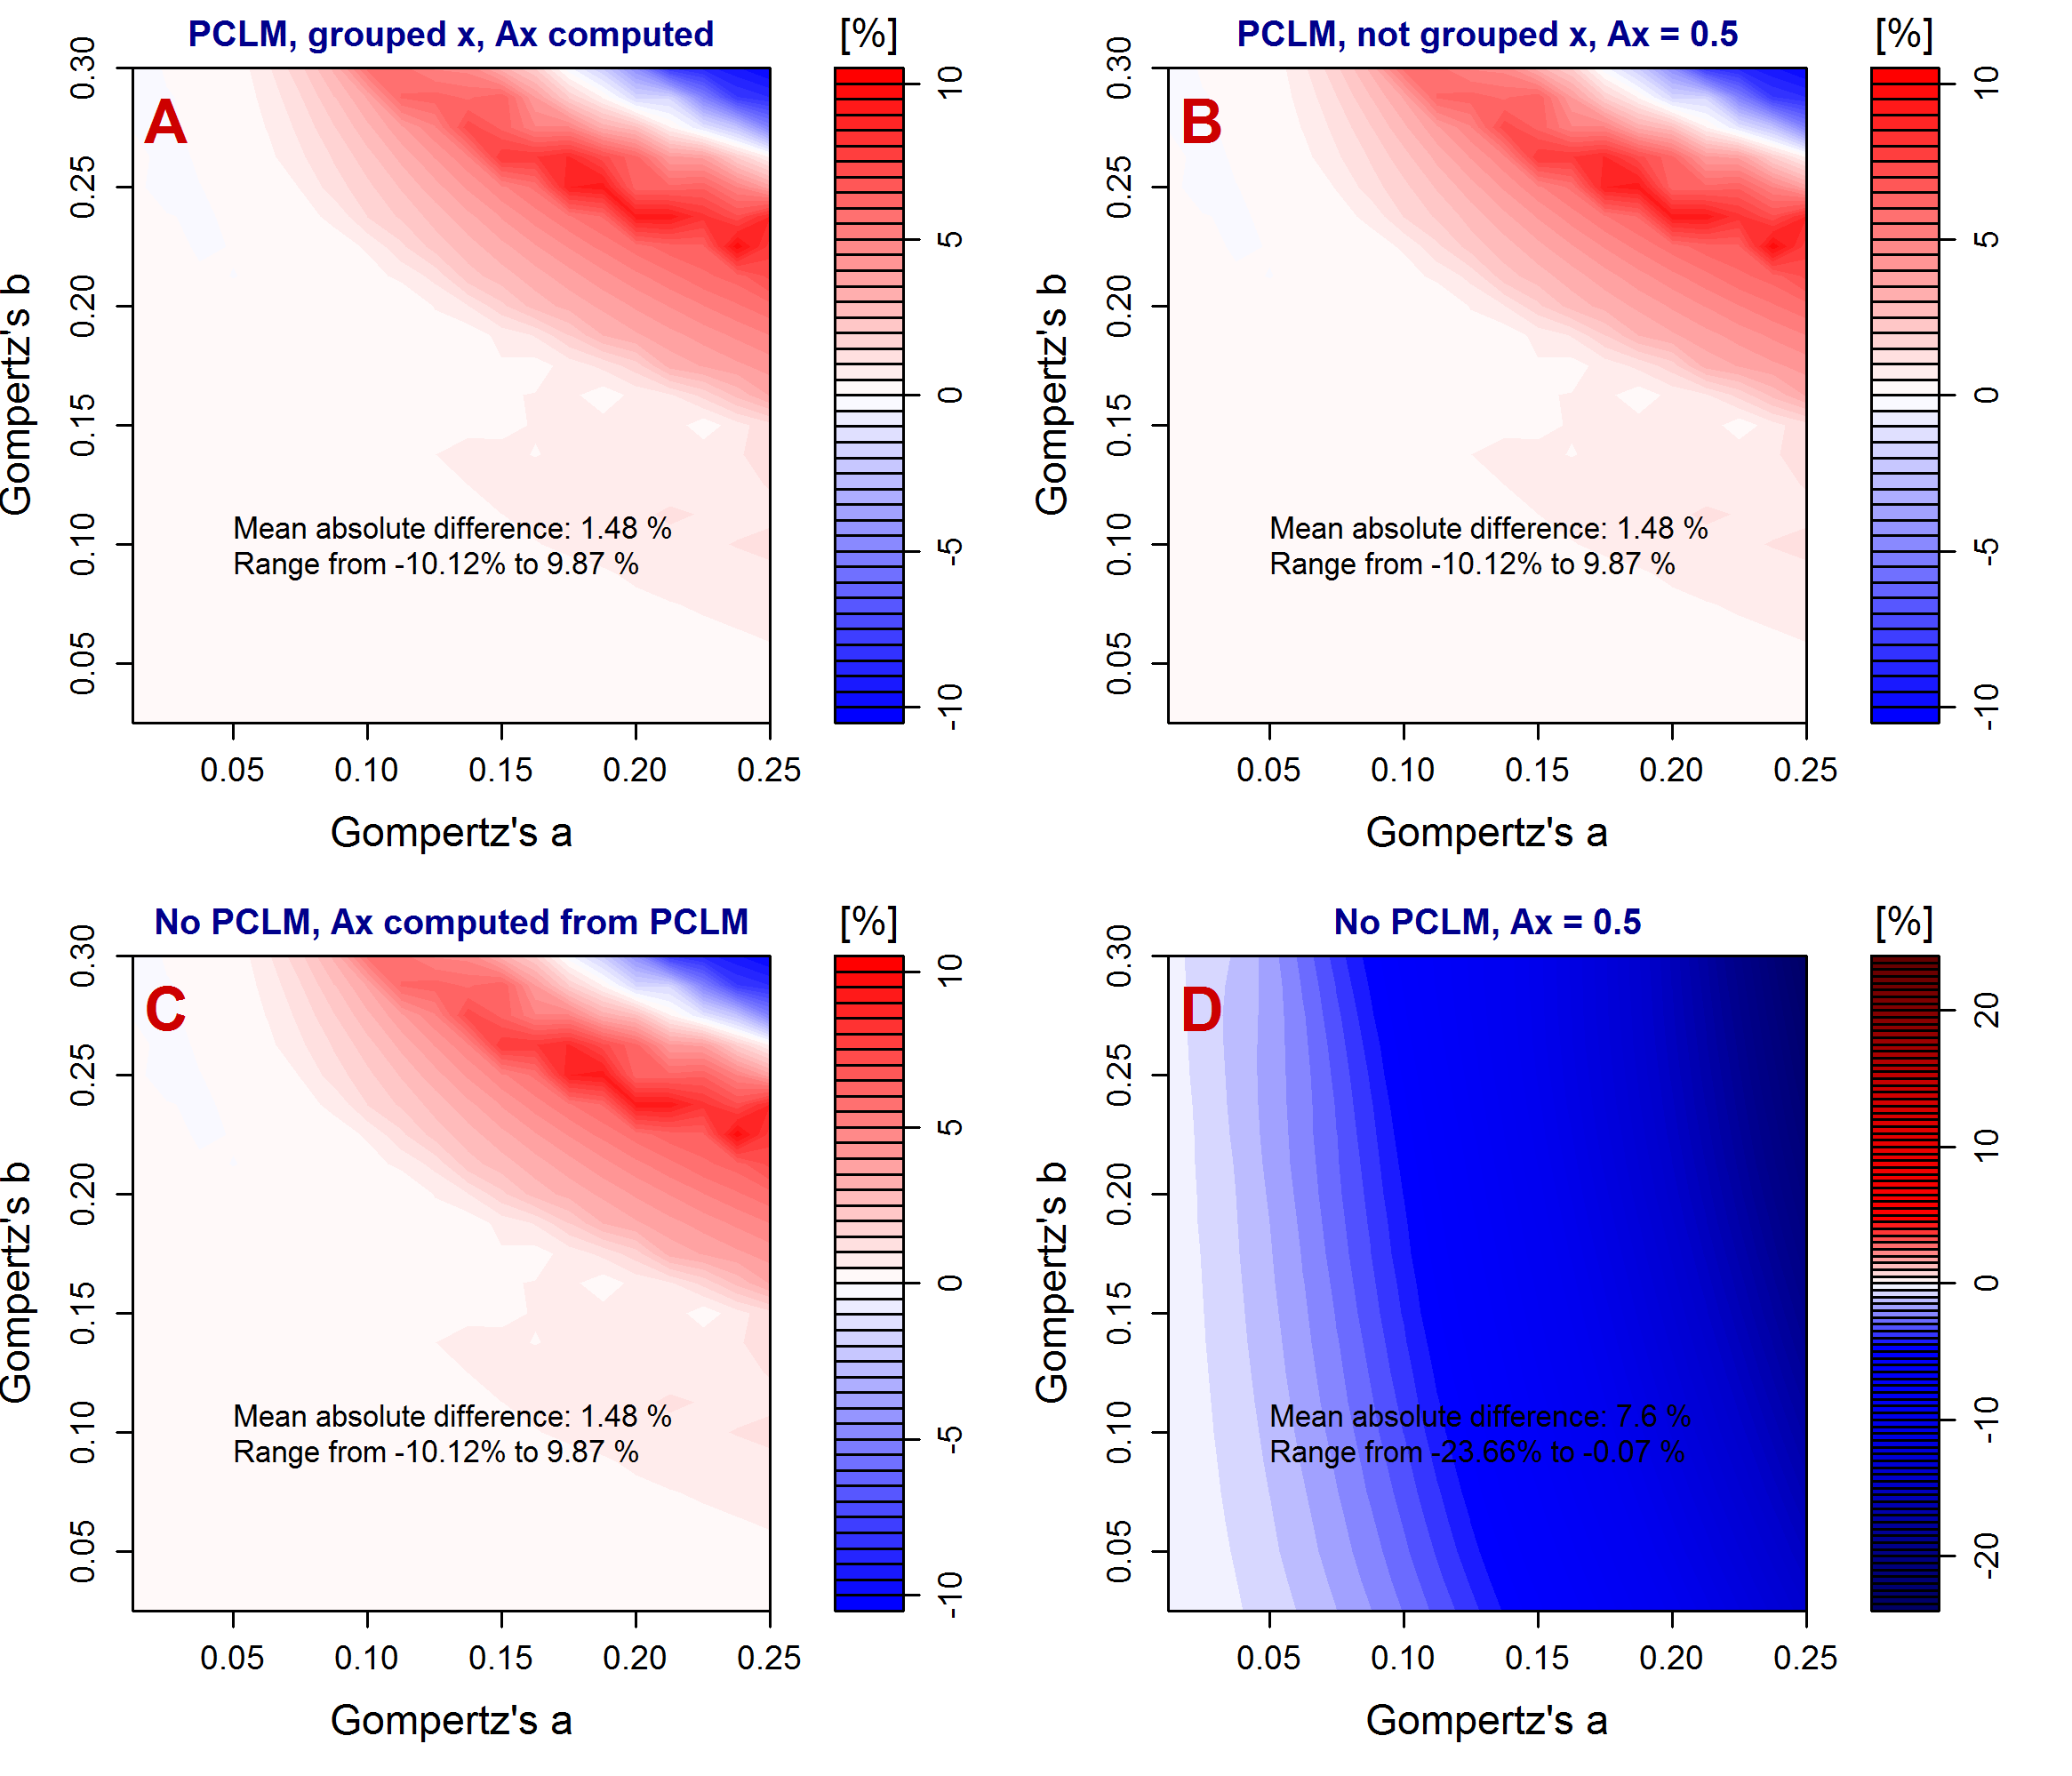 PCLM, grouped x, Ax computed
[%]
A
Gompertz's b
0.30
0.25
0.20
0.15
0.10
0.05
Mean absolute difference: 1.48 %
Range from -10.12% to 9.87 %
0.05 0.10 0.15 0.20 0.25
Gompertz's a
10
5
0
-5
-10
PCLM, not grouped x, Ax = 0.5
[%]
B
Gompertz's b
0.30
0.25
0.20
0.15
0.10
0.05
Mean absolute difference: 1.48 %
Range from -10.12% to 9.87 %
0.05 0.10 0.15 0.20 0.25
Gompertz's a
10
5
0
-5
-10
No PCLM, Ax computed from PCLM
[%]
C
Gompertz's b
0.30
0.25
0.20
0.15
0.10
0.05
Mean absolute difference: 1.48 %
Range from -10.12% to 9.87 %
0.05 0.10 0.15 0.20 0.25
Gompertz's a
10
5
0
-5
-10
No PCLM, Ax = 0.5
[%]
D
Gompertz's b
0.30
0.25
0.20
0.15
0.10
0.05
Mean absolute difference: 7.6 %
Range from -23.66% to -0.07 %
0.05 0.10 0.15 0.20 0.25
Gompertz's a
20
10
0
-10
-20